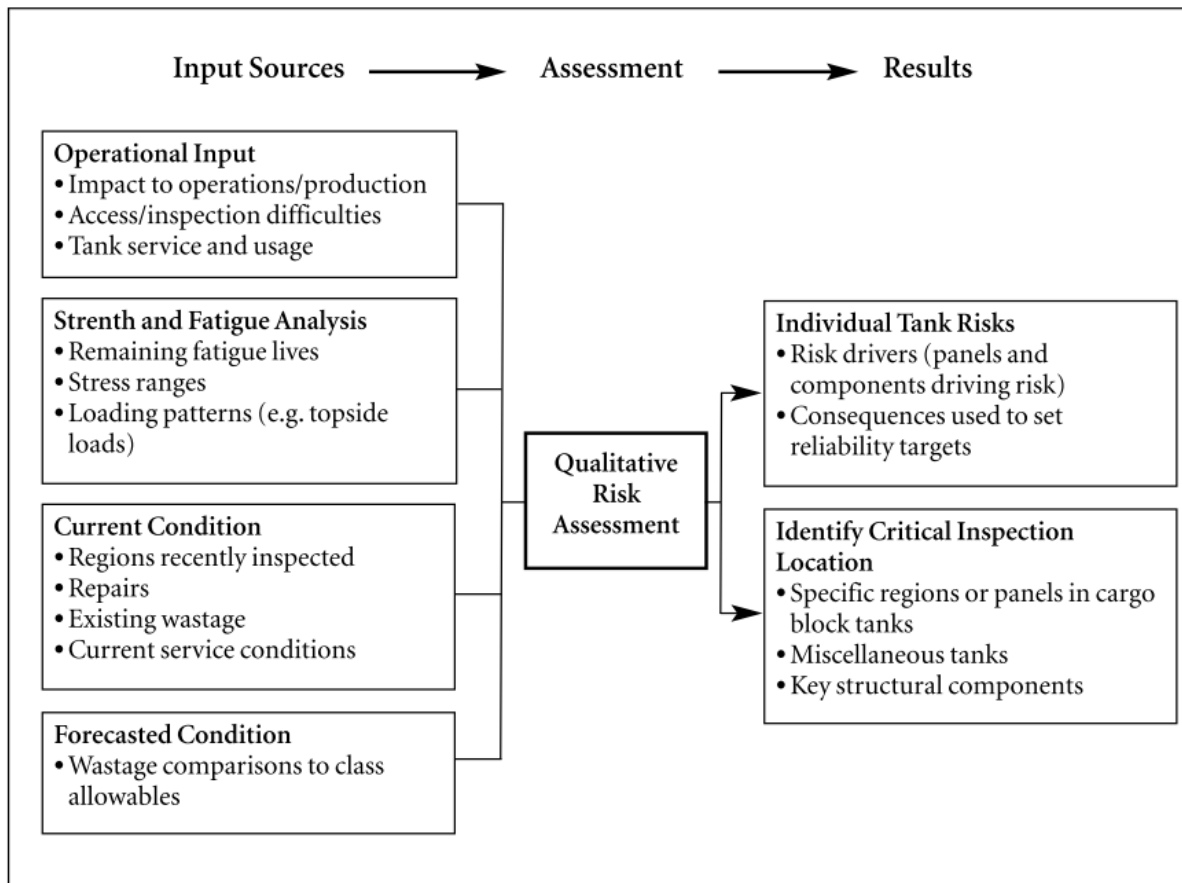 Input Sources
Assessment
Results
Operational Input
• Impact to operations/production
• Access/inspection difficulties
• Tank service and usage
Strenth and Fatigue Analysis
• Remaining fatigue lives
• Stress ranges
• Loading patterns (e.g. topside
loads)
Current Condition
• Regions recently inspected
• Repairs
• Existing wastage
• Current service conditions
Forecasted Condition
• Wastage comparisons to class
allowables
Qualitative
Risk
Assessment
Individual Tank Risks
• Risk drivers (panels and
components driving risk)
• Consequences used to set
reliability targets
Identify Critical Inspection
Location
• Specific regions or panels in cargo
block tanks
• Miscellaneous tanks
• Key structural components